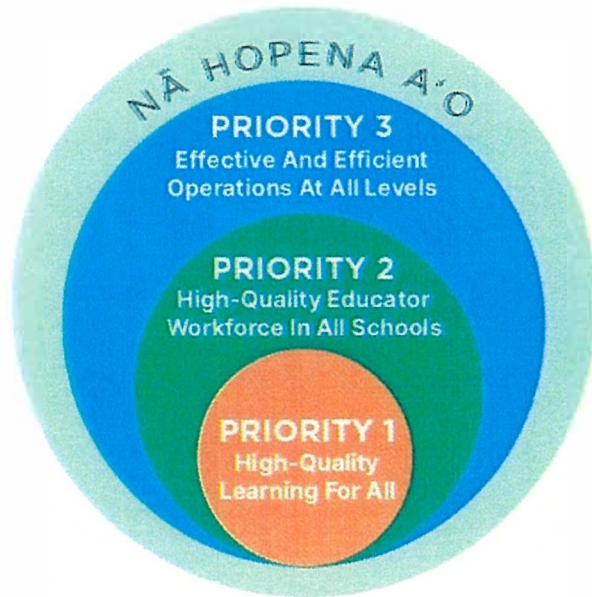 NĀ HOPENA AʻO
PRIORITY 3
Effective And Efficient
Operations At All Levels
PRIORITY 2
High-Quality Educator
Workforce In All Schools
PRIORITY 1
High-Quality
Learning For All